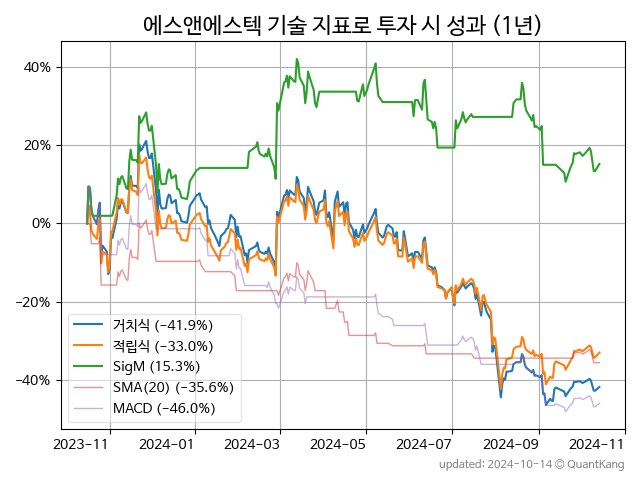 에스앤에스텍 기술 지표로 투자 시 성과 (1년)
40%
20%
0%
−20%
−40%
거치식 (−41.9%)
적립식 (−33.0%)
SigM (15.3%)
SMA(20) (−35.6%)
MACD (−46.0%)
2023-11 2024-01 2024-03 2024-05 2024-07 2024-09 2024-11
updated: 2024-10-14 © QuantKang